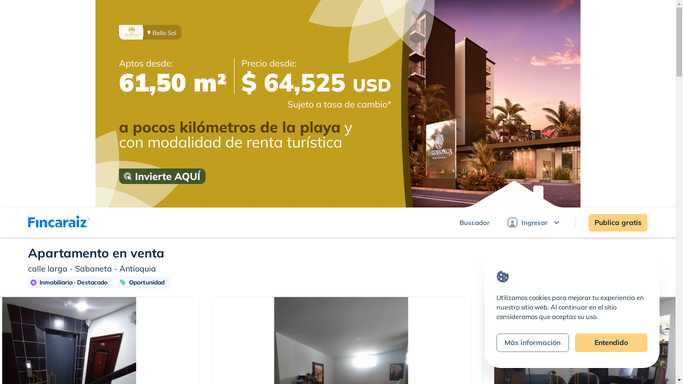 Bello Sol
Aptos desde:
61,50 m²
Precio desde:
$ 64,525 USD
Sujeto a tasa de cambio*
a pocos kilómetros de la playa y
con modalidad de renta turística
Invierte AQUÍ
Fincaraíz
Buscador
Ingresar
Publica gratis
Apartamento en venta
calle larga - Sabaneta - Antioquia
Inmobiliaria - Destacado
Oportunidad
Utilizamos cookies para mejorar tu experiencia en
nuestro sitio web. Al continuar en el sitio
consideramos que aceptas su uso.
Más información
Entendido